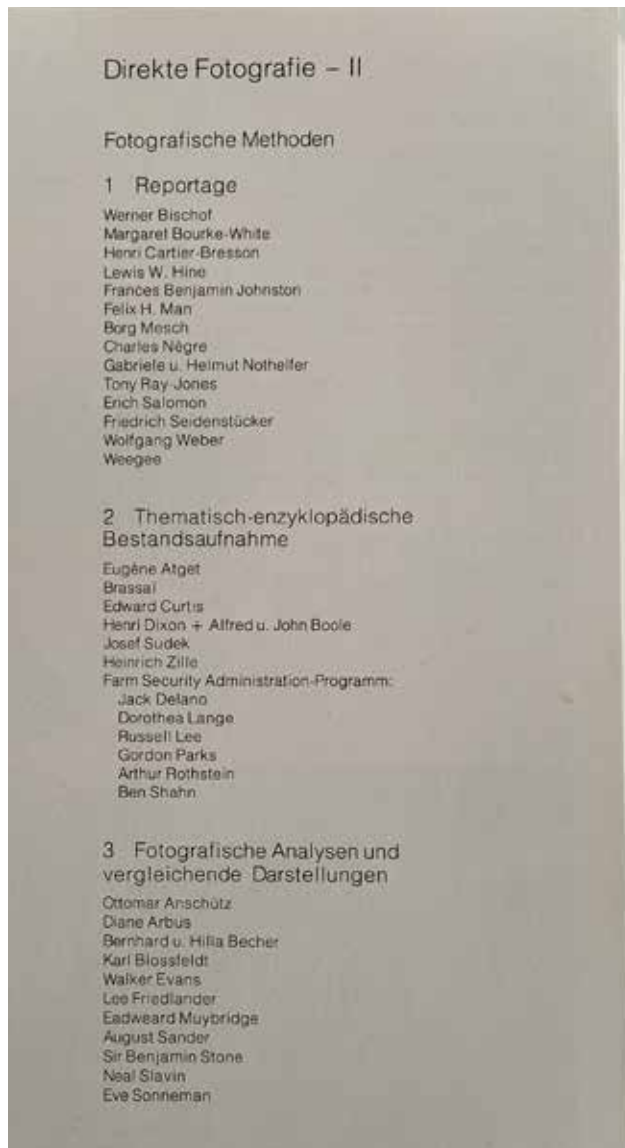 Direkte Fotografie – II
Fotografische Methoden
1 Reportage
Werner Bischof
Margaret Bourke-White
Henri Cartier-Bresson
Lewis W. Hine
Frances Benjamin Johnston
Felix H. Man
Borg Mesch
Charles Nègre
Gabriele u. Helmut Nothelfer
Tony Ray-Jones
Erich Salomon
Friedrich Seidenstücker
Wolfgang Weber
Weegee
2 Thematisch-enzyklopädische
Bestandsaufnahme
Eugène Atget
Brassaï
Edward Curtis
Henri Dixon + Alfred u. John Boole
Josef Sudek
Heinrich Zille
Farm Security Administration-Programm:
Jack Delano
Dorothea Lange
Russell Lee
Gordon Parks
Arthur Rothstein
Ben Shahn
3 Fotografische Analysen und
vergleichende Darstellungen
Ottomar Anschütz
Diane Arbus
Bernhard u. Hilla Becher
Karl Blossfeldt
Walker Evans
Lee Friedlander
Eadweard Muybridge
August Sander
Sir Benjamin Stone
Neal Slavin
Eve Sonneman